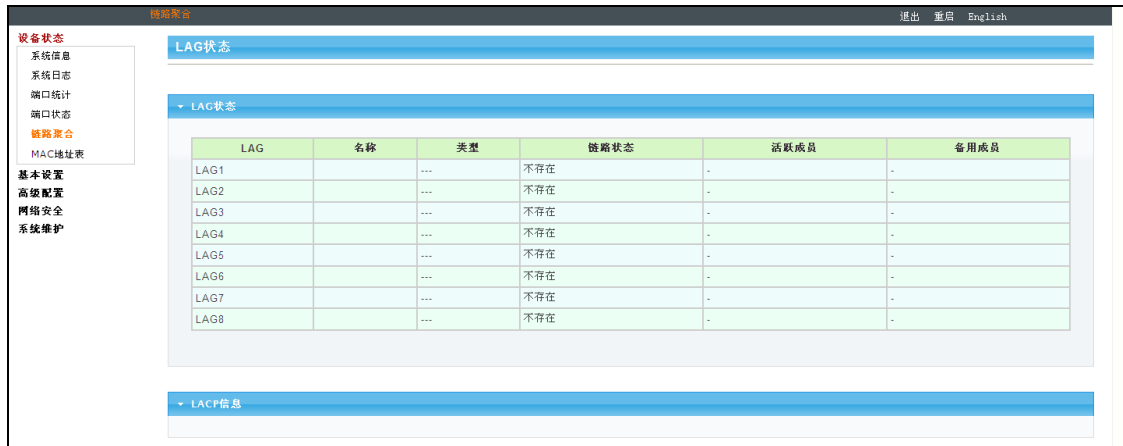 链路聚合 退出 重启 English
设备状态
系统信息
系统日志
端口统计
端口状态
链路聚合
MAC地址表
基本设置
高级配置
网络安全
系统维护
LAG状态
LAG状态
LAG 名称 类型 链路状态 活跃成员 备用成员
LAG1 --- 不存在 - -
LAG2 --- 不存在 - -
LAG3 --- 不存在 - -
LAG4 --- 不存在 - -
LAG5 --- 不存在 - -
LAG6 --- 不存在 - -
LAG7 --- 不存在 - -
LAG8 --- 不存在 - -
LACP信息